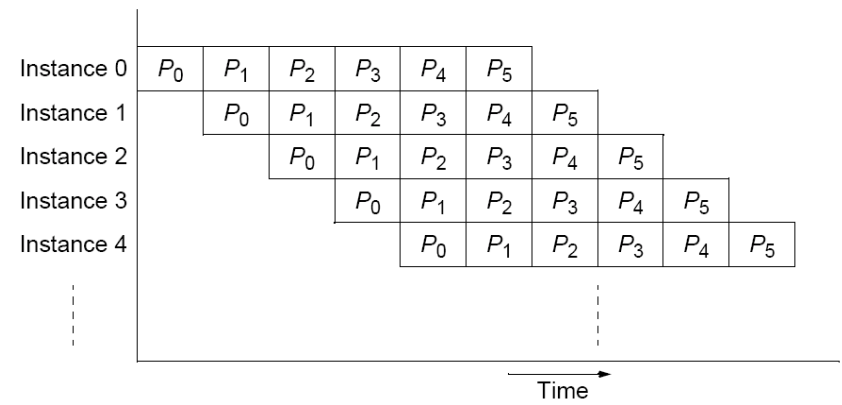 Instance 0 P0 P1 P2 P3 P4 P5
Instance 1 P0 P1 P2 P3 P4 P5
Instance 2 P0 P1 P2 P3 P4 P5
Instance 3 P0 P1 P2 P3 P4 P5
Instance 4 P0 P1 P2 P3 P4 P5
Time